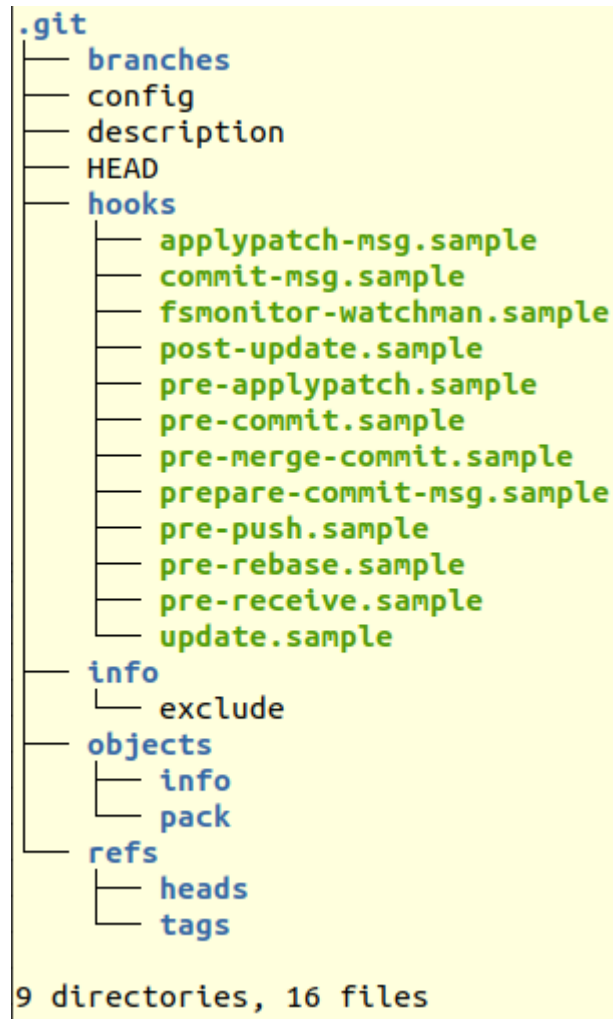 .git
├── branches
├── config
├── description
├── HEAD
├── hooks
│   ├── applypatch-msg.sample
│   ├── commit-msg.sample
│   ├── fsmonitor-watchman.sample
│   ├── post-update.sample
│   ├── pre-applypatch.sample
│   ├── pre-commit.sample
│   ├── pre-merge-commit.sample
│   ├── prepare-commit-msg.sample
│   ├── pre-push.sample
│   ├── pre-rebase.sample
│   ├── pre-receive.sample
│   └── update.sample
├── info
│   └── exclude
├── objects
│   ├── info
│   └── pack
└── refs
    ├── heads
    └── tags

9 directories, 16 files